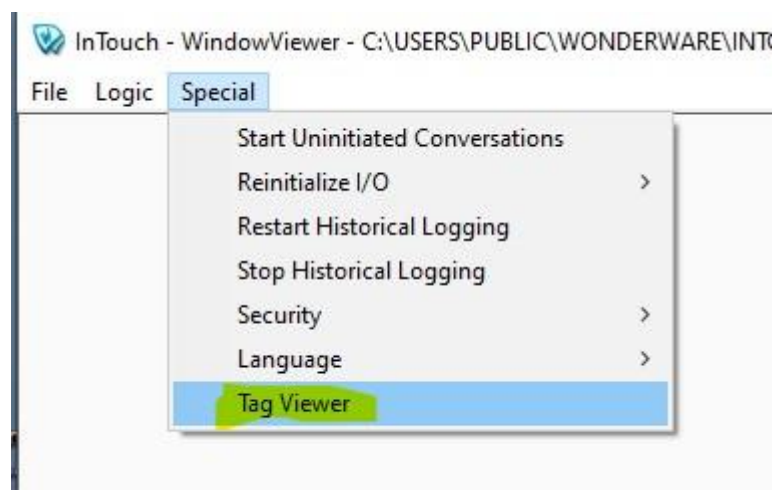 InTouch - WindowViewer - C:\USERS\PUBLIC\WONDERWARE\INT
File Logic Special
Start Uninitiated Conversations
Reinitialize I/O
Restart Historical Logging
Stop Historical Logging
Security
Language
Tag Viewer